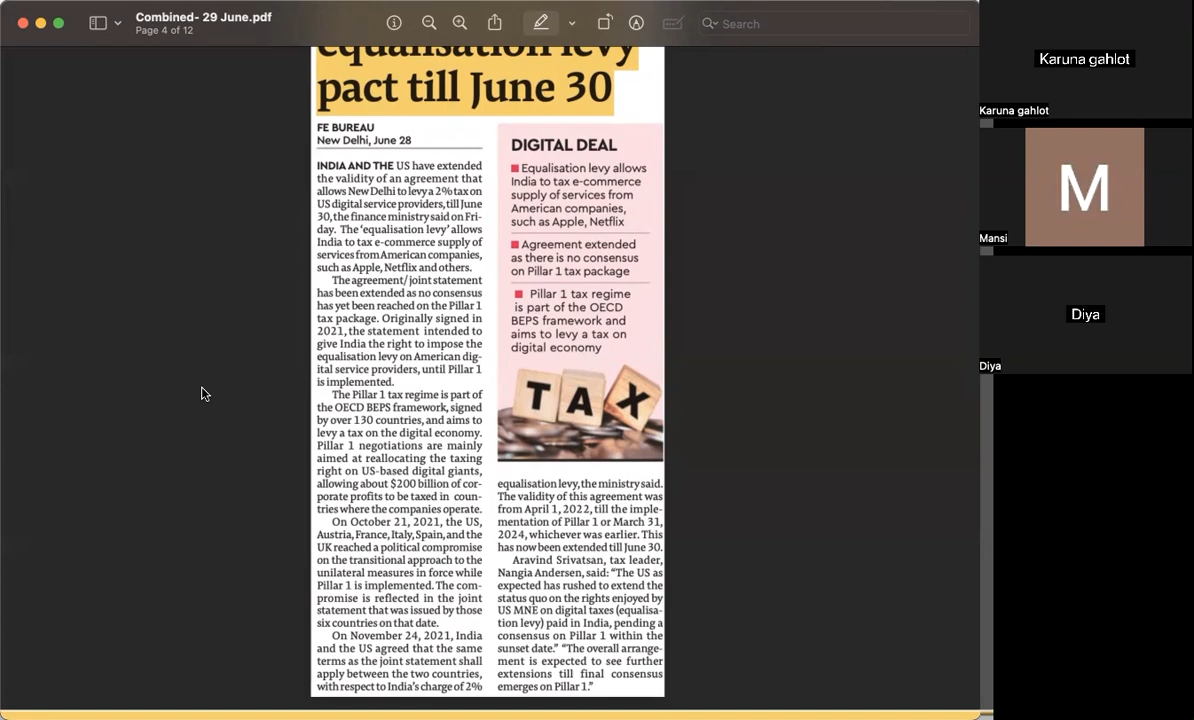 Combined- 29 June.pdf
Page 4 of 12
Search
equalisation levy
pact till June 30
FE BUREAU
New Delhi, June 28
INDIA AND THE US have extended
the validity of an agreement that
allows New Delhi to levy a 2% tax on
US digital service providers, till June
30, the finance ministry said on Fri-
day. The ‘equalisation levy’ allows
India to tax e-commerce supply of
services from American companies,
such as Apple, Netflix and others.
The agreement/joint statement
has been extended as no consensus
has yet been reached on the Pillar 1
tax package. Originally signed in
2021, the statement intended to
give India the right to impose the
equalisation levy on American dig-
ital service providers, until Pillar 1
is implemented.
The Pillar 1 tax regime is part of
the OECD BEPS framework, signed
by over 130 countries, and aims to
levy a tax on the digital economy.
Pillar 1 negotiations are mainly
aimed at reallocating the taxing
right on US-based digital giants,
allowing about $200 billion of cor-
porate profits to be taxed in coun-
tries where the companies operate.
On October 21, 2021, the US,
Austria, France, Italy, Spain, and the
UK reached a political compromise
on the transitional approach to the
unilateral measures in force while
Pillar 1 is implemented. The com-
promise is reflected in the joint
statement that was issued by those
six countries on that date.
On November 24, 2021, India
and the US agreed that the same
terms as the joint statement shall
apply between the two countries,
with respect to India’s charge of 2%
DIGITAL DEAL
Equalisation levy allows
India to tax e-commerce
supply of services from
American companies,
such as Apple, Netflix
Agreement extended
as there is no consensus
on Pillar 1 tax package
Pillar 1 tax regime
is part of the OECD
BEPS framework and
aims to levy a tax on
digital economy
TAX
equalisation levy, the ministry said.
The validity of this agreement was
from April 1, 2022, till the imple-
mentation of Pillar 1 or March 31,
2024, whichever was earlier. This
has now been extended till June 30.
Aravind Srivatsan, tax leader,
Nangia Andersen, said: “The US as
expected has rushed to extend the
status quo on the rights enjoyed by
US MNE on digital taxes (equalisa-
tion levy) paid in India, pending a
consensus on Pillar 1 within the
sunset date.” “The overall arrange-
ment is expected to see further
extensions till final consensus
emerges on Pillar 1.”
Karuna gahlot
Karuna gahlot
M
Mansi
Diya
Diya